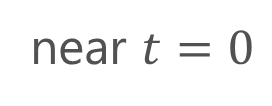 near t = 0